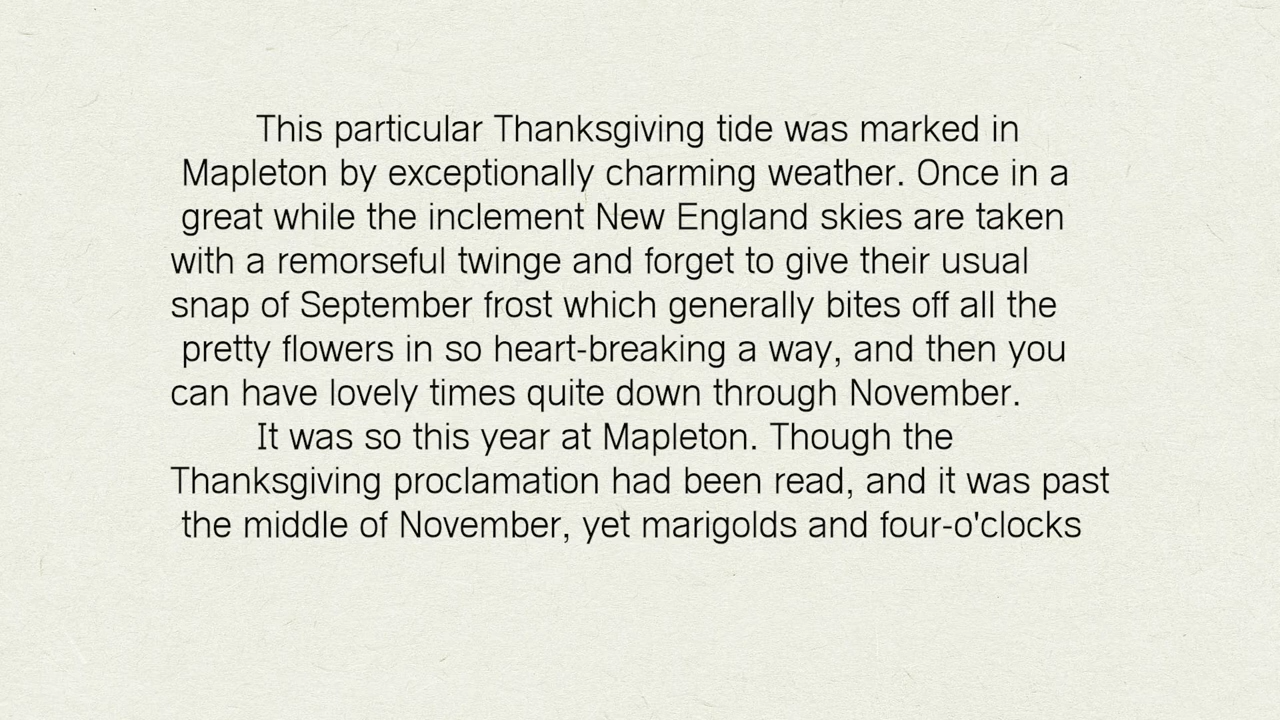 This particular Thanksgiving tide was marked in
Mapleton by exceptionally charming weather. Once in a
great while the inclement New England skies are taken
with a remorseful twinge and forget to give their usual
snap of September frost which generally bites off all the
pretty flowers in so heart-breaking a way, and then you
can have lovely times quite down through November.
It was so this year at Mapleton. Though the
Thanksgiving proclamation had been read, and it was past
the middle of November, yet marigolds and four-o'clocks